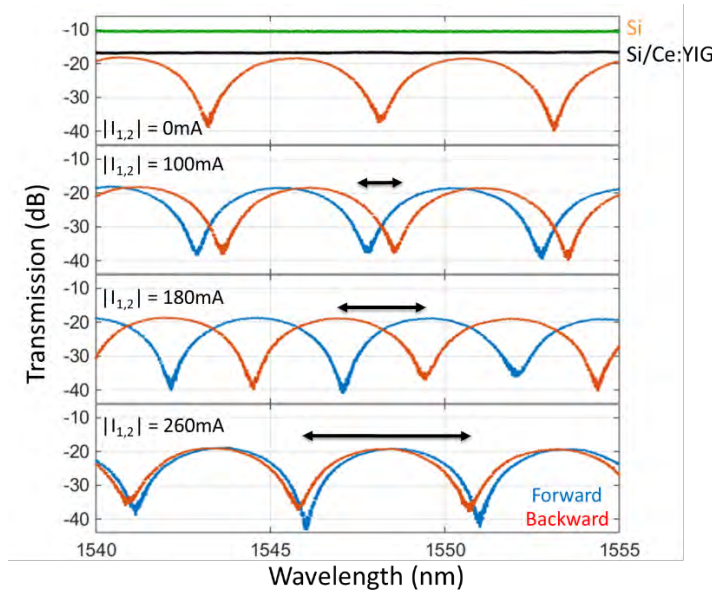 -10
Si
Si/Ce:YIG
-20
-30
|I1,2| = 0mA
-40
-10
|I1,2| = 100mA
-20
-30
-40
Transmission (dB)
-10
|I1,2| = 180mA
-20
-30
-40
-10
|I1,2| = 260mA
-20
-30
Forward
Backward
-40
1540
1545
1550
1555
Wavelength (nm)